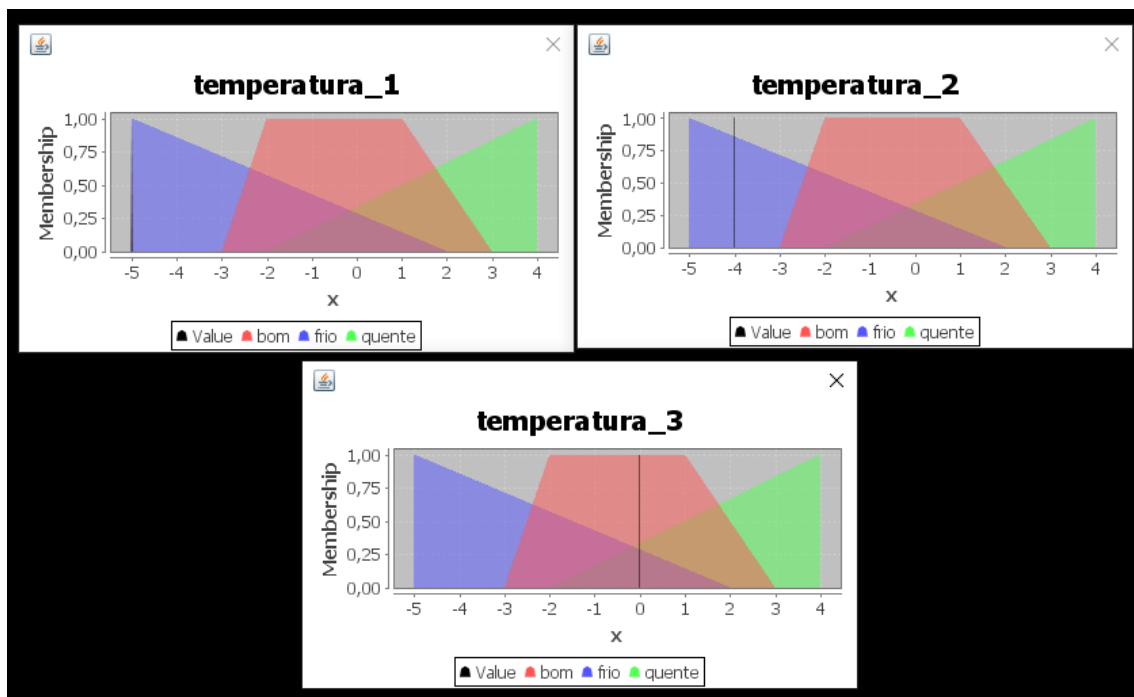 temperatura_1
Membership
1,00
0,75
0,50
0,25
0,00
-5 -4 -3 -2 -1 0 1 2 3 4
x
Value bom frio quente
temperatura_2
Membership
1,00
0,75
0,50
0,25
0,00
-5 -4 -3 -2 -1 0 1 2 3 4
x
Value bom frio quente
temperatura_3
Membership
1,00
0,75
0,50
0,25
0,00
-5 -4 -3 -2 -1 0 1 2 3 4
x
Value bom frio quente